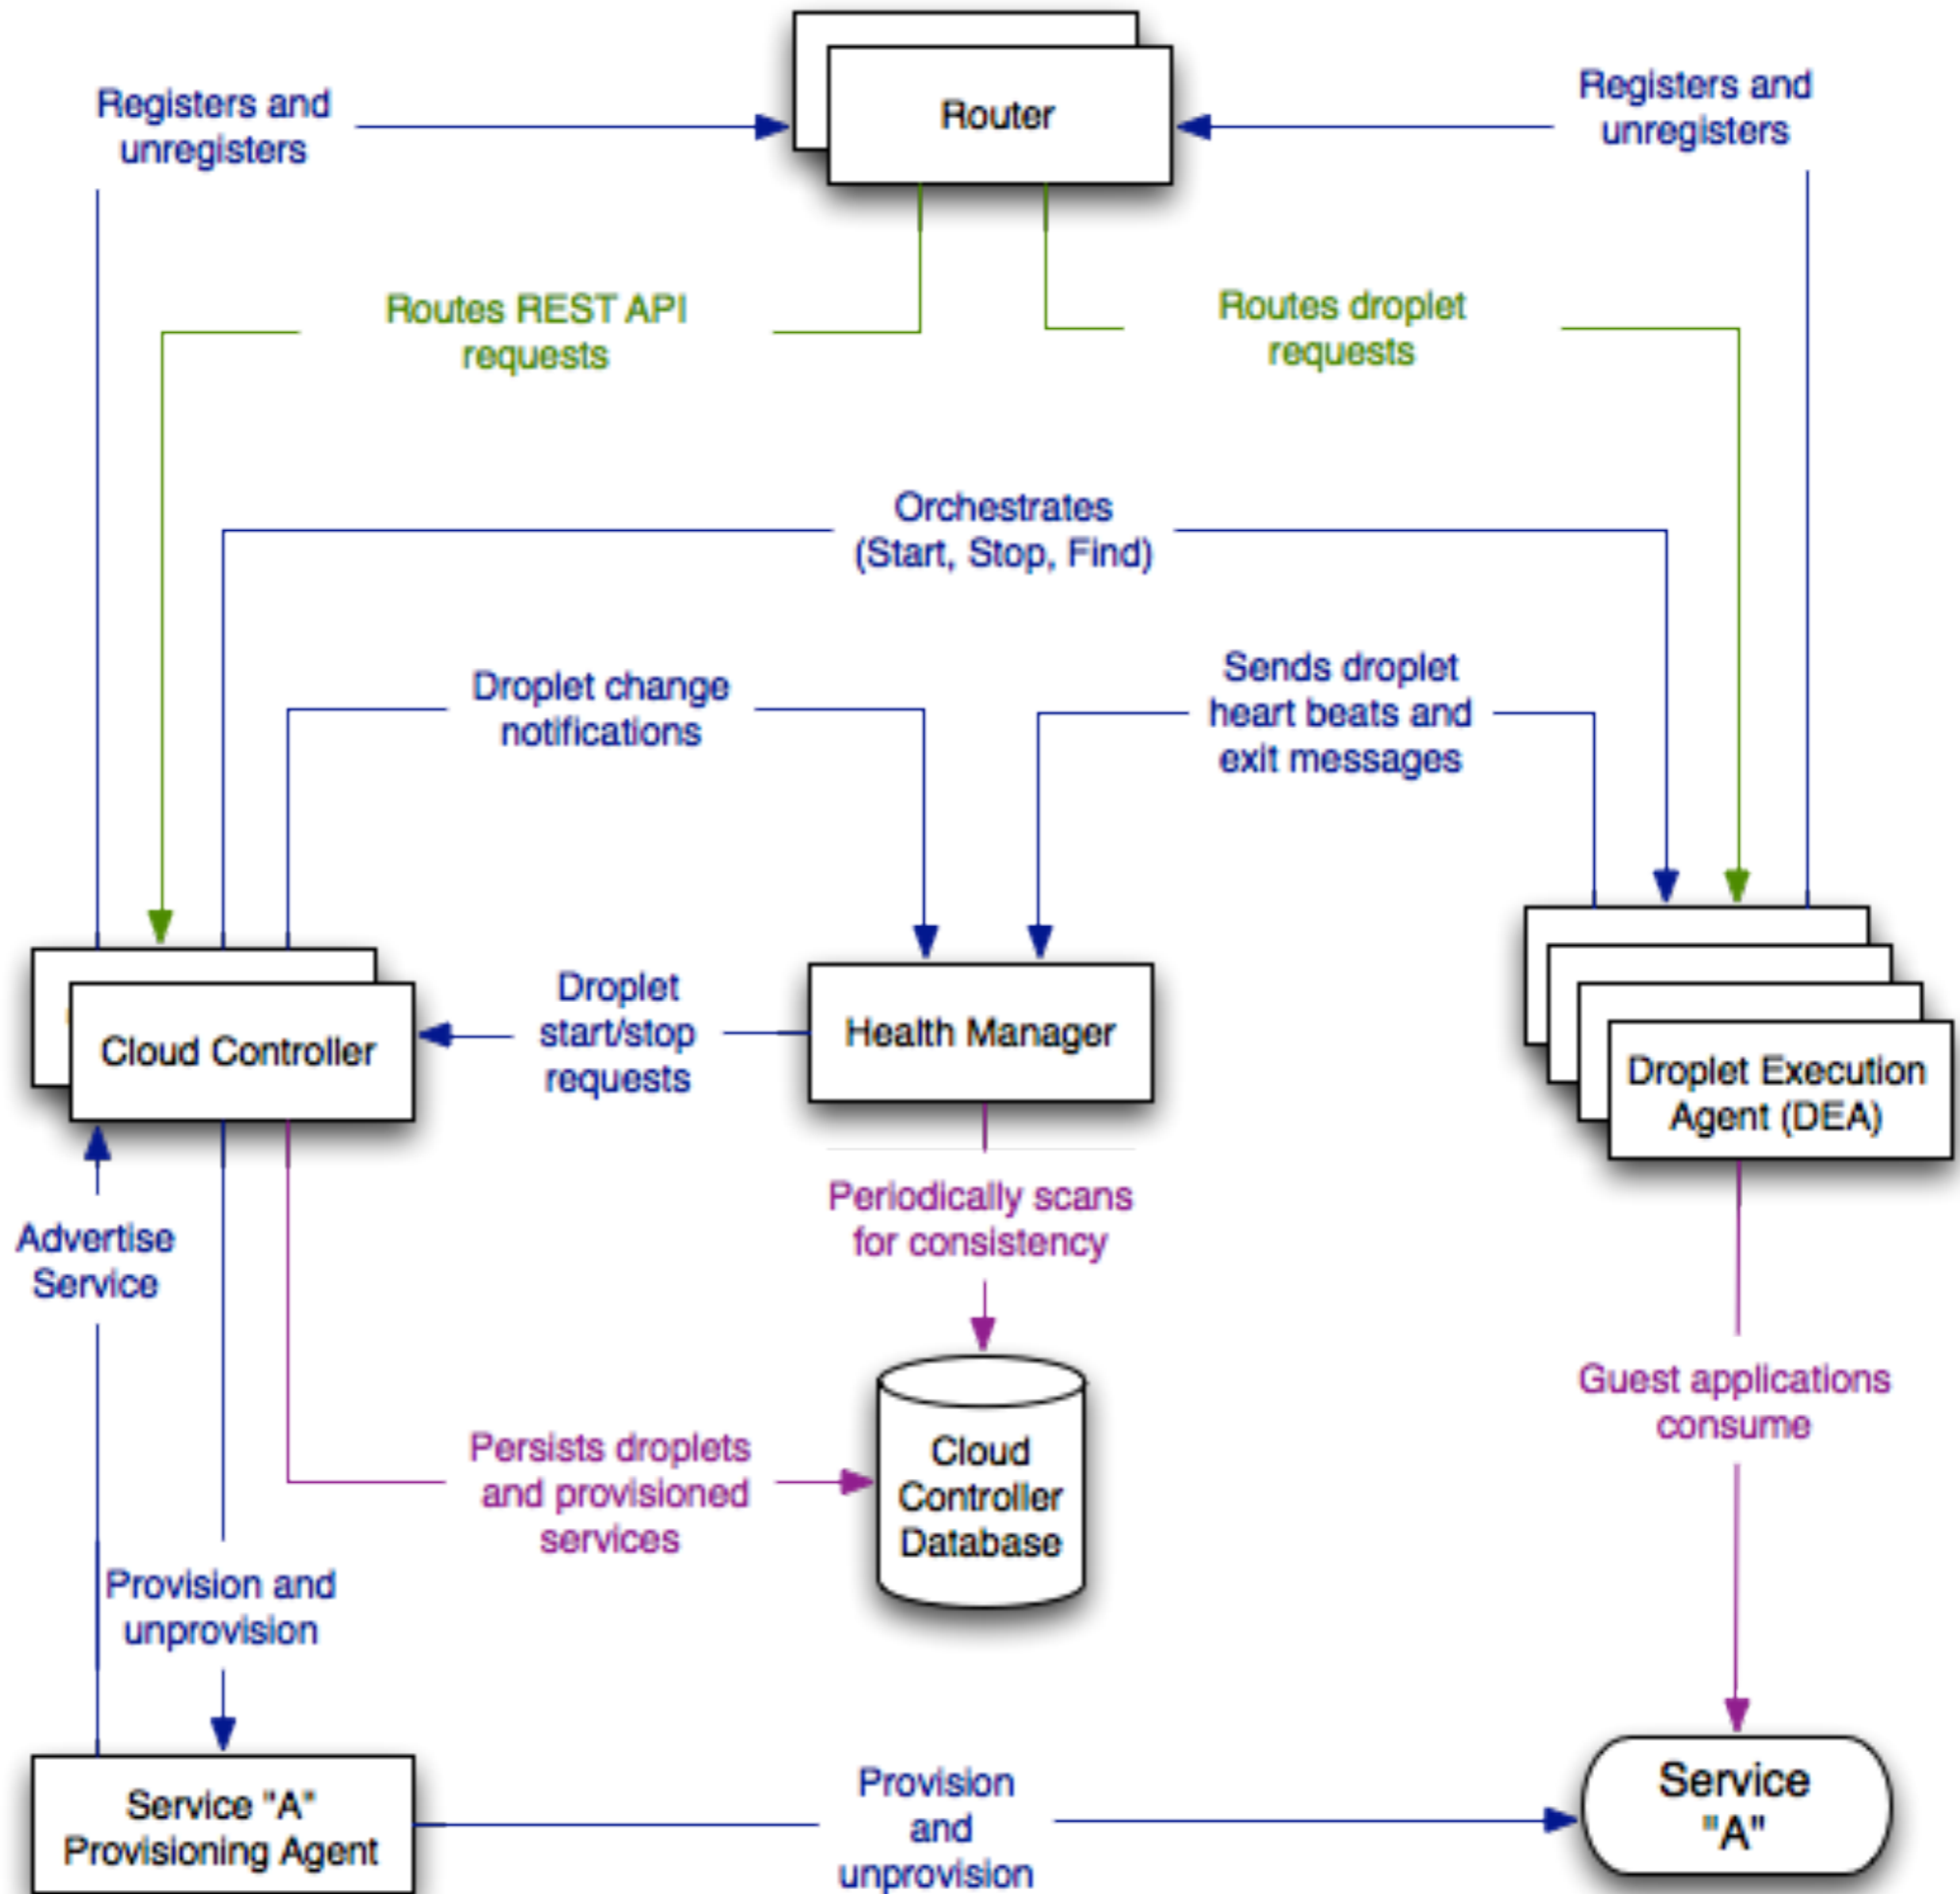 Registers and
unregisters
Router
Registers and
unregisters
Routes REST API
requests
Routes droplet
requests
Orchestrates
(Start, Stop, Find)
Droplet change
notifications
Sends droplet
heart beats and
exit messages
Cloud Controller
Droplet
start/stop
requests
Health Manager
Droplet Execution
Agent (DEA)
Advertise
Service
Periodically scans
for consistency
Guest applications
consume
Persists droplets
and provisioned
services
Cloud
Controller
Database
Provision and
unprovision
Service "A"
Provisioning Agent
Provision
and
unprovision
Service
"A"